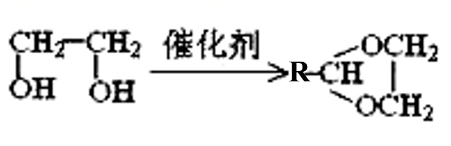 CH₂—CH₂ 催化剂 OCH₂
OH OH R—CH
OCH₂